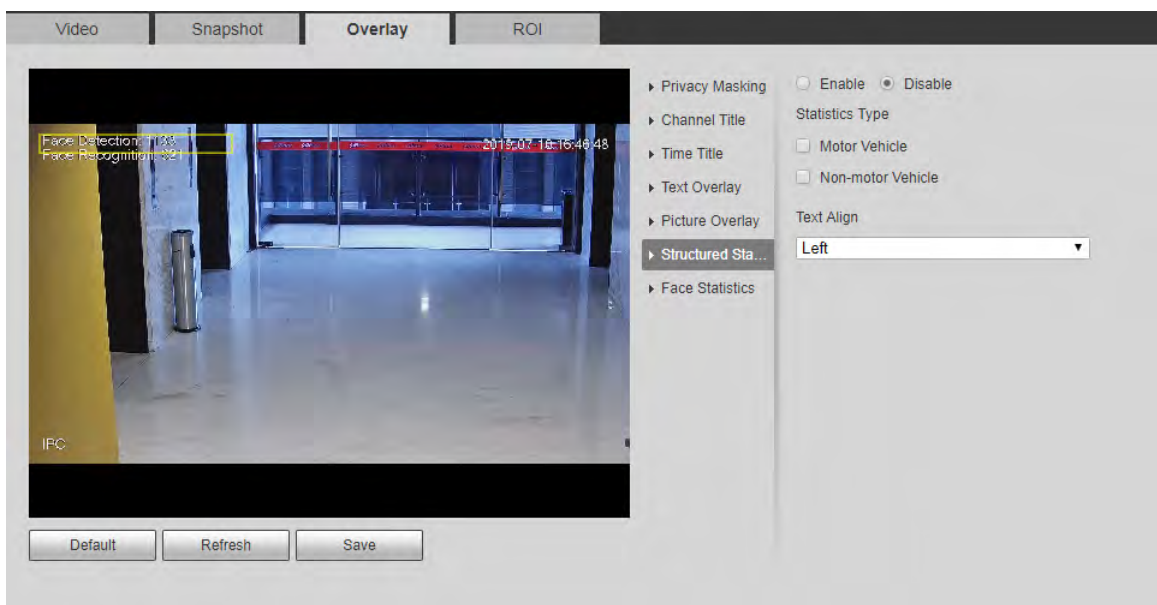 Video
Snapshot
Overlay
ROI
Face Detection: 1133
Face Recognition: 321
2019-07-16 16:46:48
IPC
Privacy Masking
Channel Title
Time Title
Text Overlay
Picture Overlay
Structured Sta...
Face Statistics
Enable
Disable
Statistics Type
Motor Vehicle
Non-motor Vehicle
Text Align
Left
Default
Refresh
Save